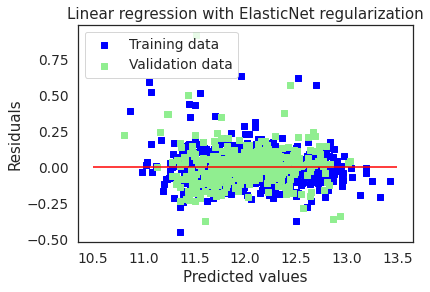 Linear regression with ElasticNet regularization
Training data
Validation data
Residuals
0.75
0.50
0.25
0.00
−0.25
−0.50
10.5 11.0 11.5 12.0 12.5 13.0 13.5
Predicted values